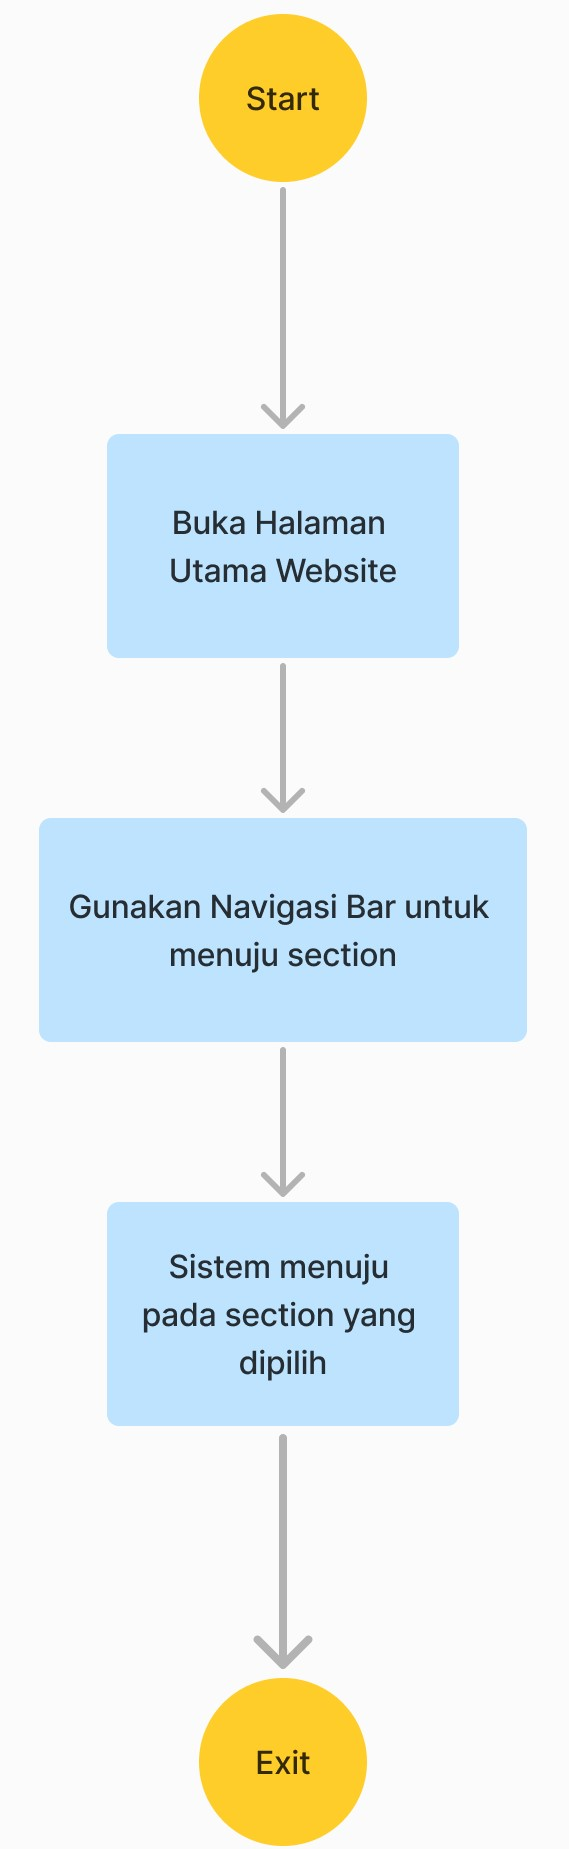 Start
Buka Halaman
Utama Website
Gunakan Navigasi Bar untuk
menuju section
Sistem menuju
pada section yang
dipilih
Exit